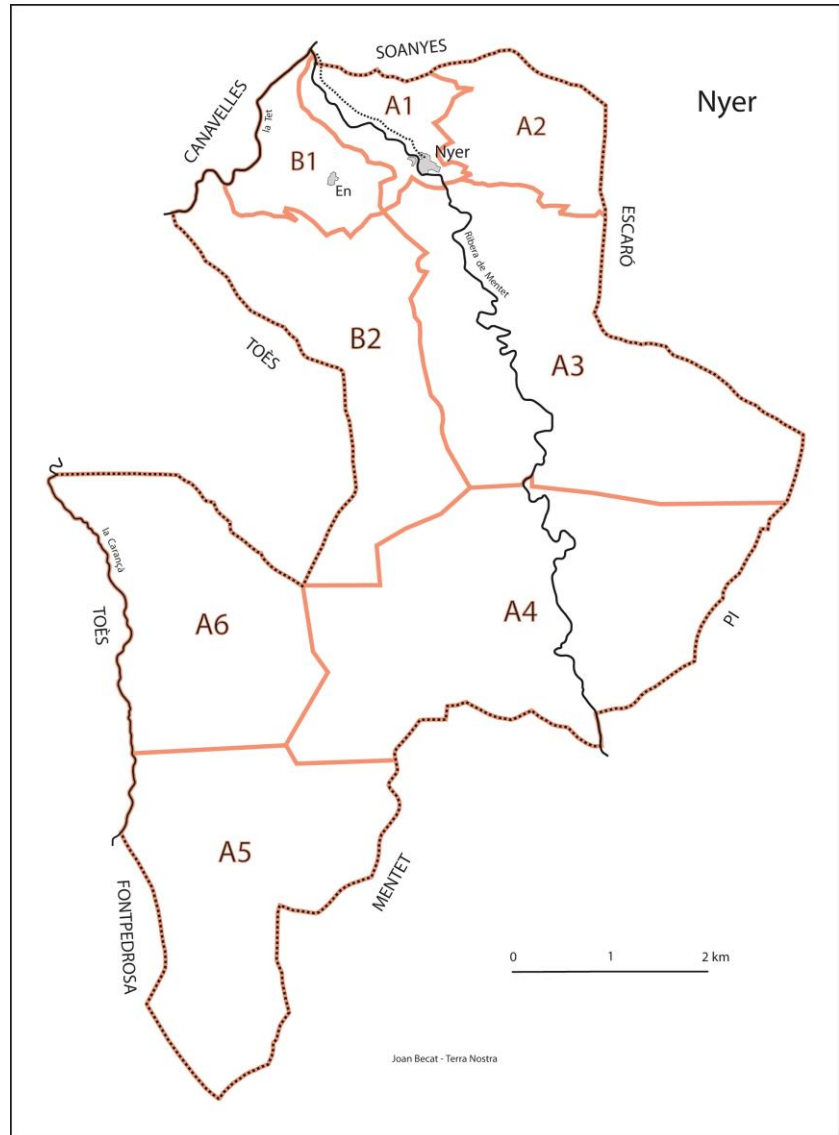 SOANYES
Nyer
CANAVELLES
la Tet
A1
A2
B1
Nyer
En
ESCARÓ
Ribera de Mentet
TOÈS
B2
A3
la Carançà
TOÈS
A6
A4
PI
A5
MENTET
FONTPEDROSA
0 1 2 km
Joan Becat - Terra Nostra